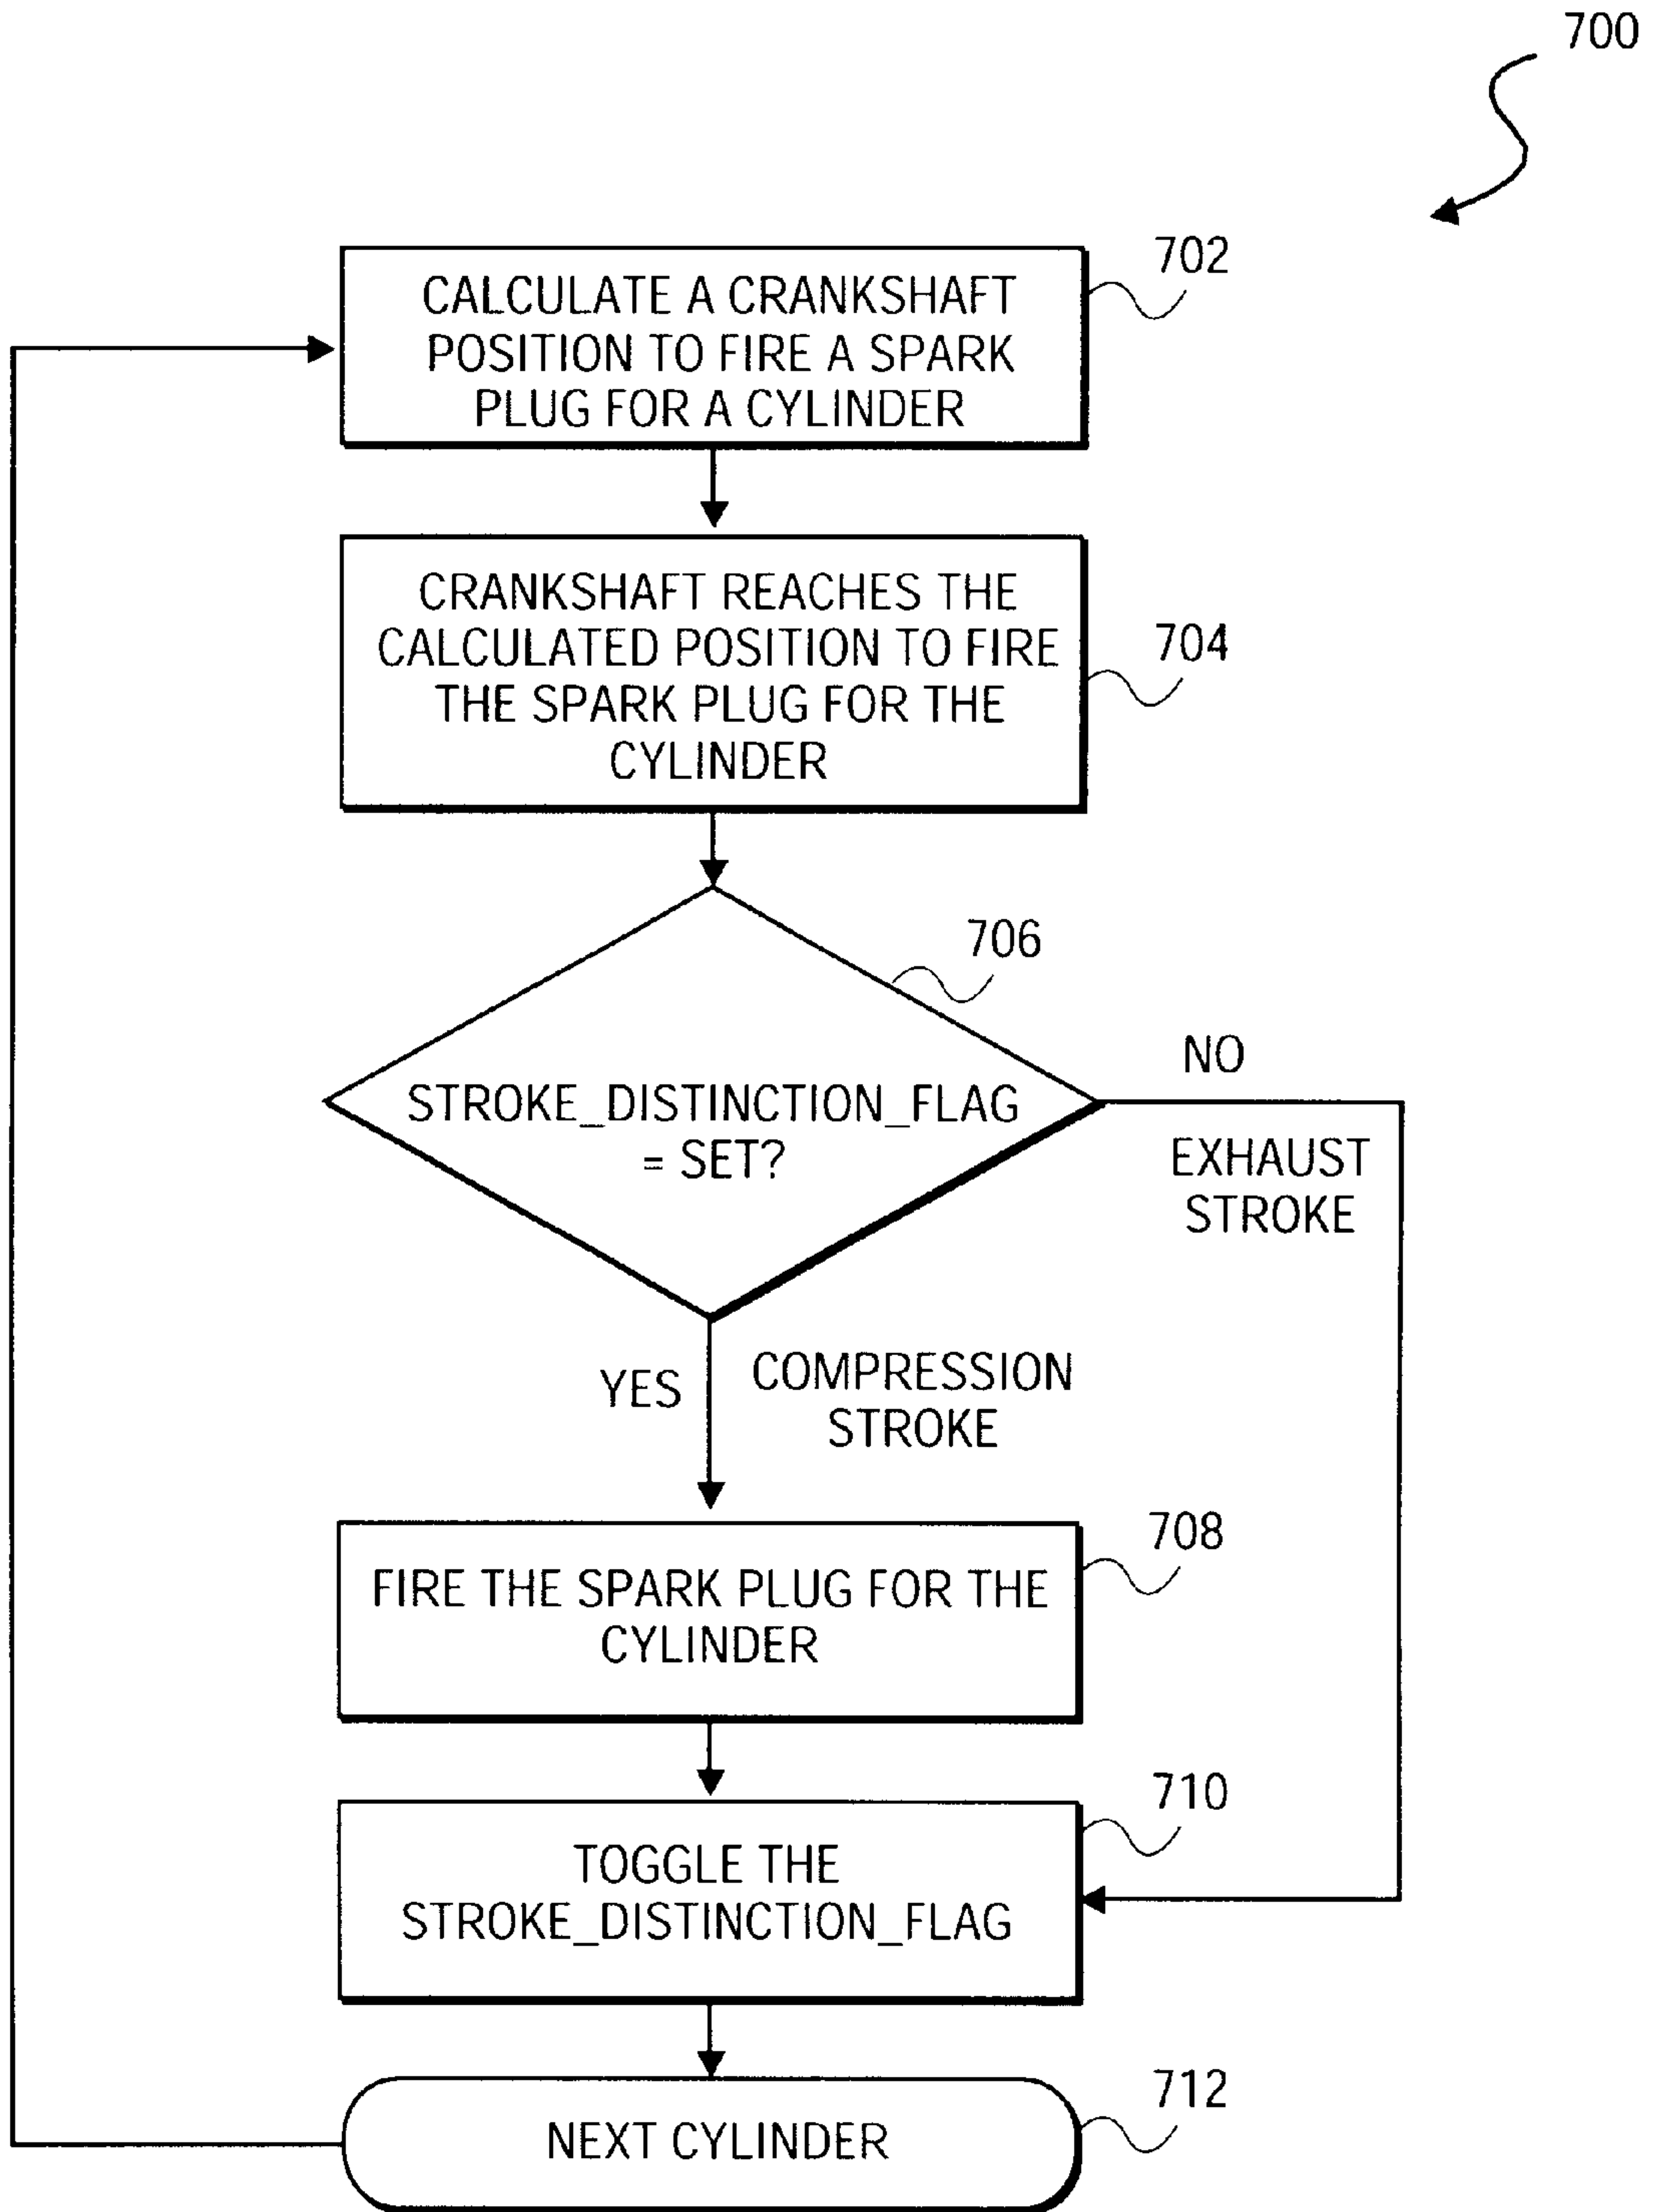 700
702
CALCULATE A CRANKSHAFT
POSITION TO FIRE A SPARK
PLUG FOR A CYLINDER
CRANKSHAFT REACHES THE
CALCULATED POSITION TO FIRE
THE SPARK PLUG FOR THE
CYLINDER
704
706
STROKE_DISTINCTION_FLAG
= SET?
NO
EXHAUST
STROKE
YES
COMPRESSION
STROKE
708
FIRE THE SPARK PLUG FOR THE
CYLINDER
710
TOGGLE THE
STROKE_DISTINCTION_FLAG
712
NEXT CYLINDER